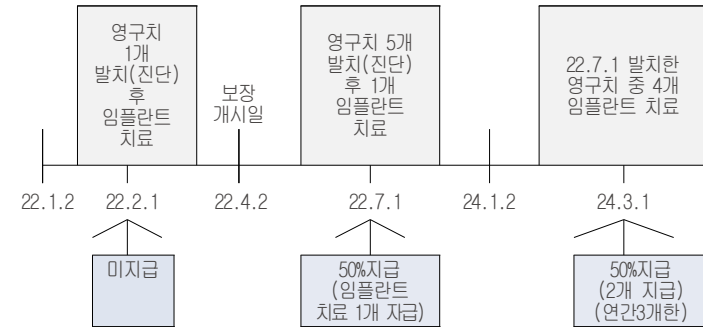 영구치
1개
발치(진단)
후
임플란트
치료
보장
개시일
영구치 5개
발치(진단)
후 1개
임플란트
치료
22.7.1 발치한
영구치 중 4개
임플란트 치료
22.1.2
22.2.1
22.4.2
22.7.1
24.1.2
24.3.1
미지급
50%지급
(임플란트
치료 1개 자급)
50%지급
(2개 지급)
(연간3개한)